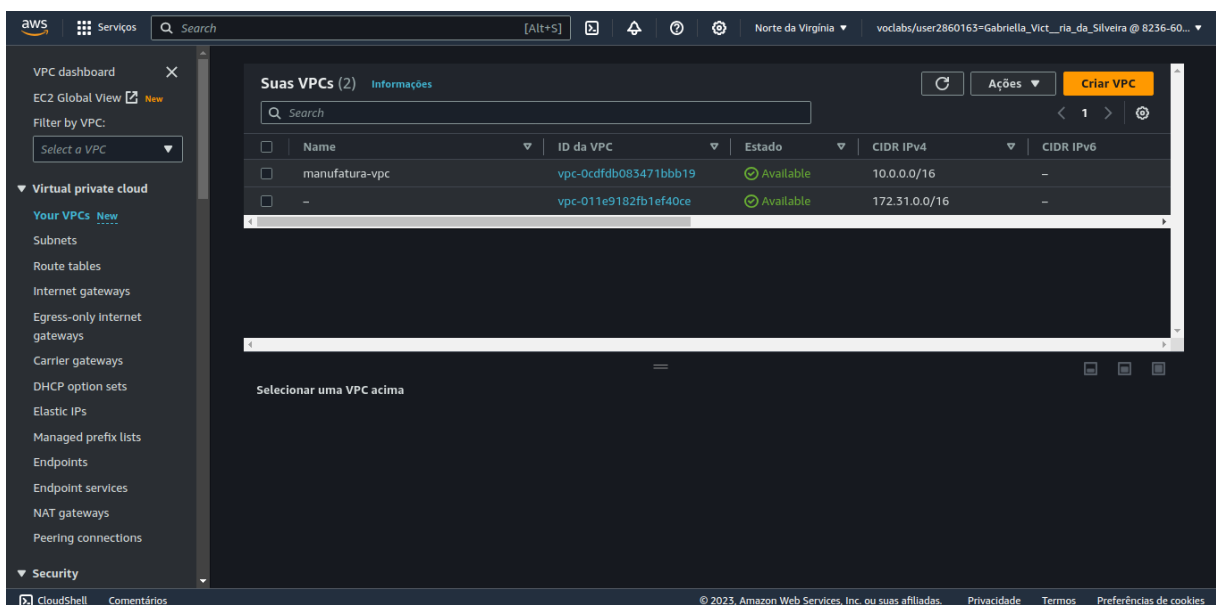 aws Serviços Search [Alt+S] Norte da Virgínia voclabs/user2860163=Gabriella_Vict__ria_da_Silveira @ 8236-60...
VPC dashboard
EC2 Global View New
Filter by VPC:
Select a VPC
Virtual private cloud
Your VPCs New
Subnets
Route tables
Internet gateways
Egress-only internet
gateways
Carrier gateways
DHCP option sets
Elastic IPs
Managed prefix lists
Endpoints
Endpoint services
NAT gateways
Peering connections
Security
Suas VPCs (2) Informações Ações Criar VPC
Search 1
Name ID da VPC Estado CIDR IPv4 CIDR IPv6
manufatura-vpc vpc-0cdfdb083471bbb19 Available 10.0.0.0/16 –
– vpc-011e9182fb1ef40ce Available 172.31.0.0/16 –
Selecionar uma VPC acima
CloudShell Comentários © 2023, Amazon Web Services, Inc. ou suas afiliadas. Privacidade Termos Preferências de cookies